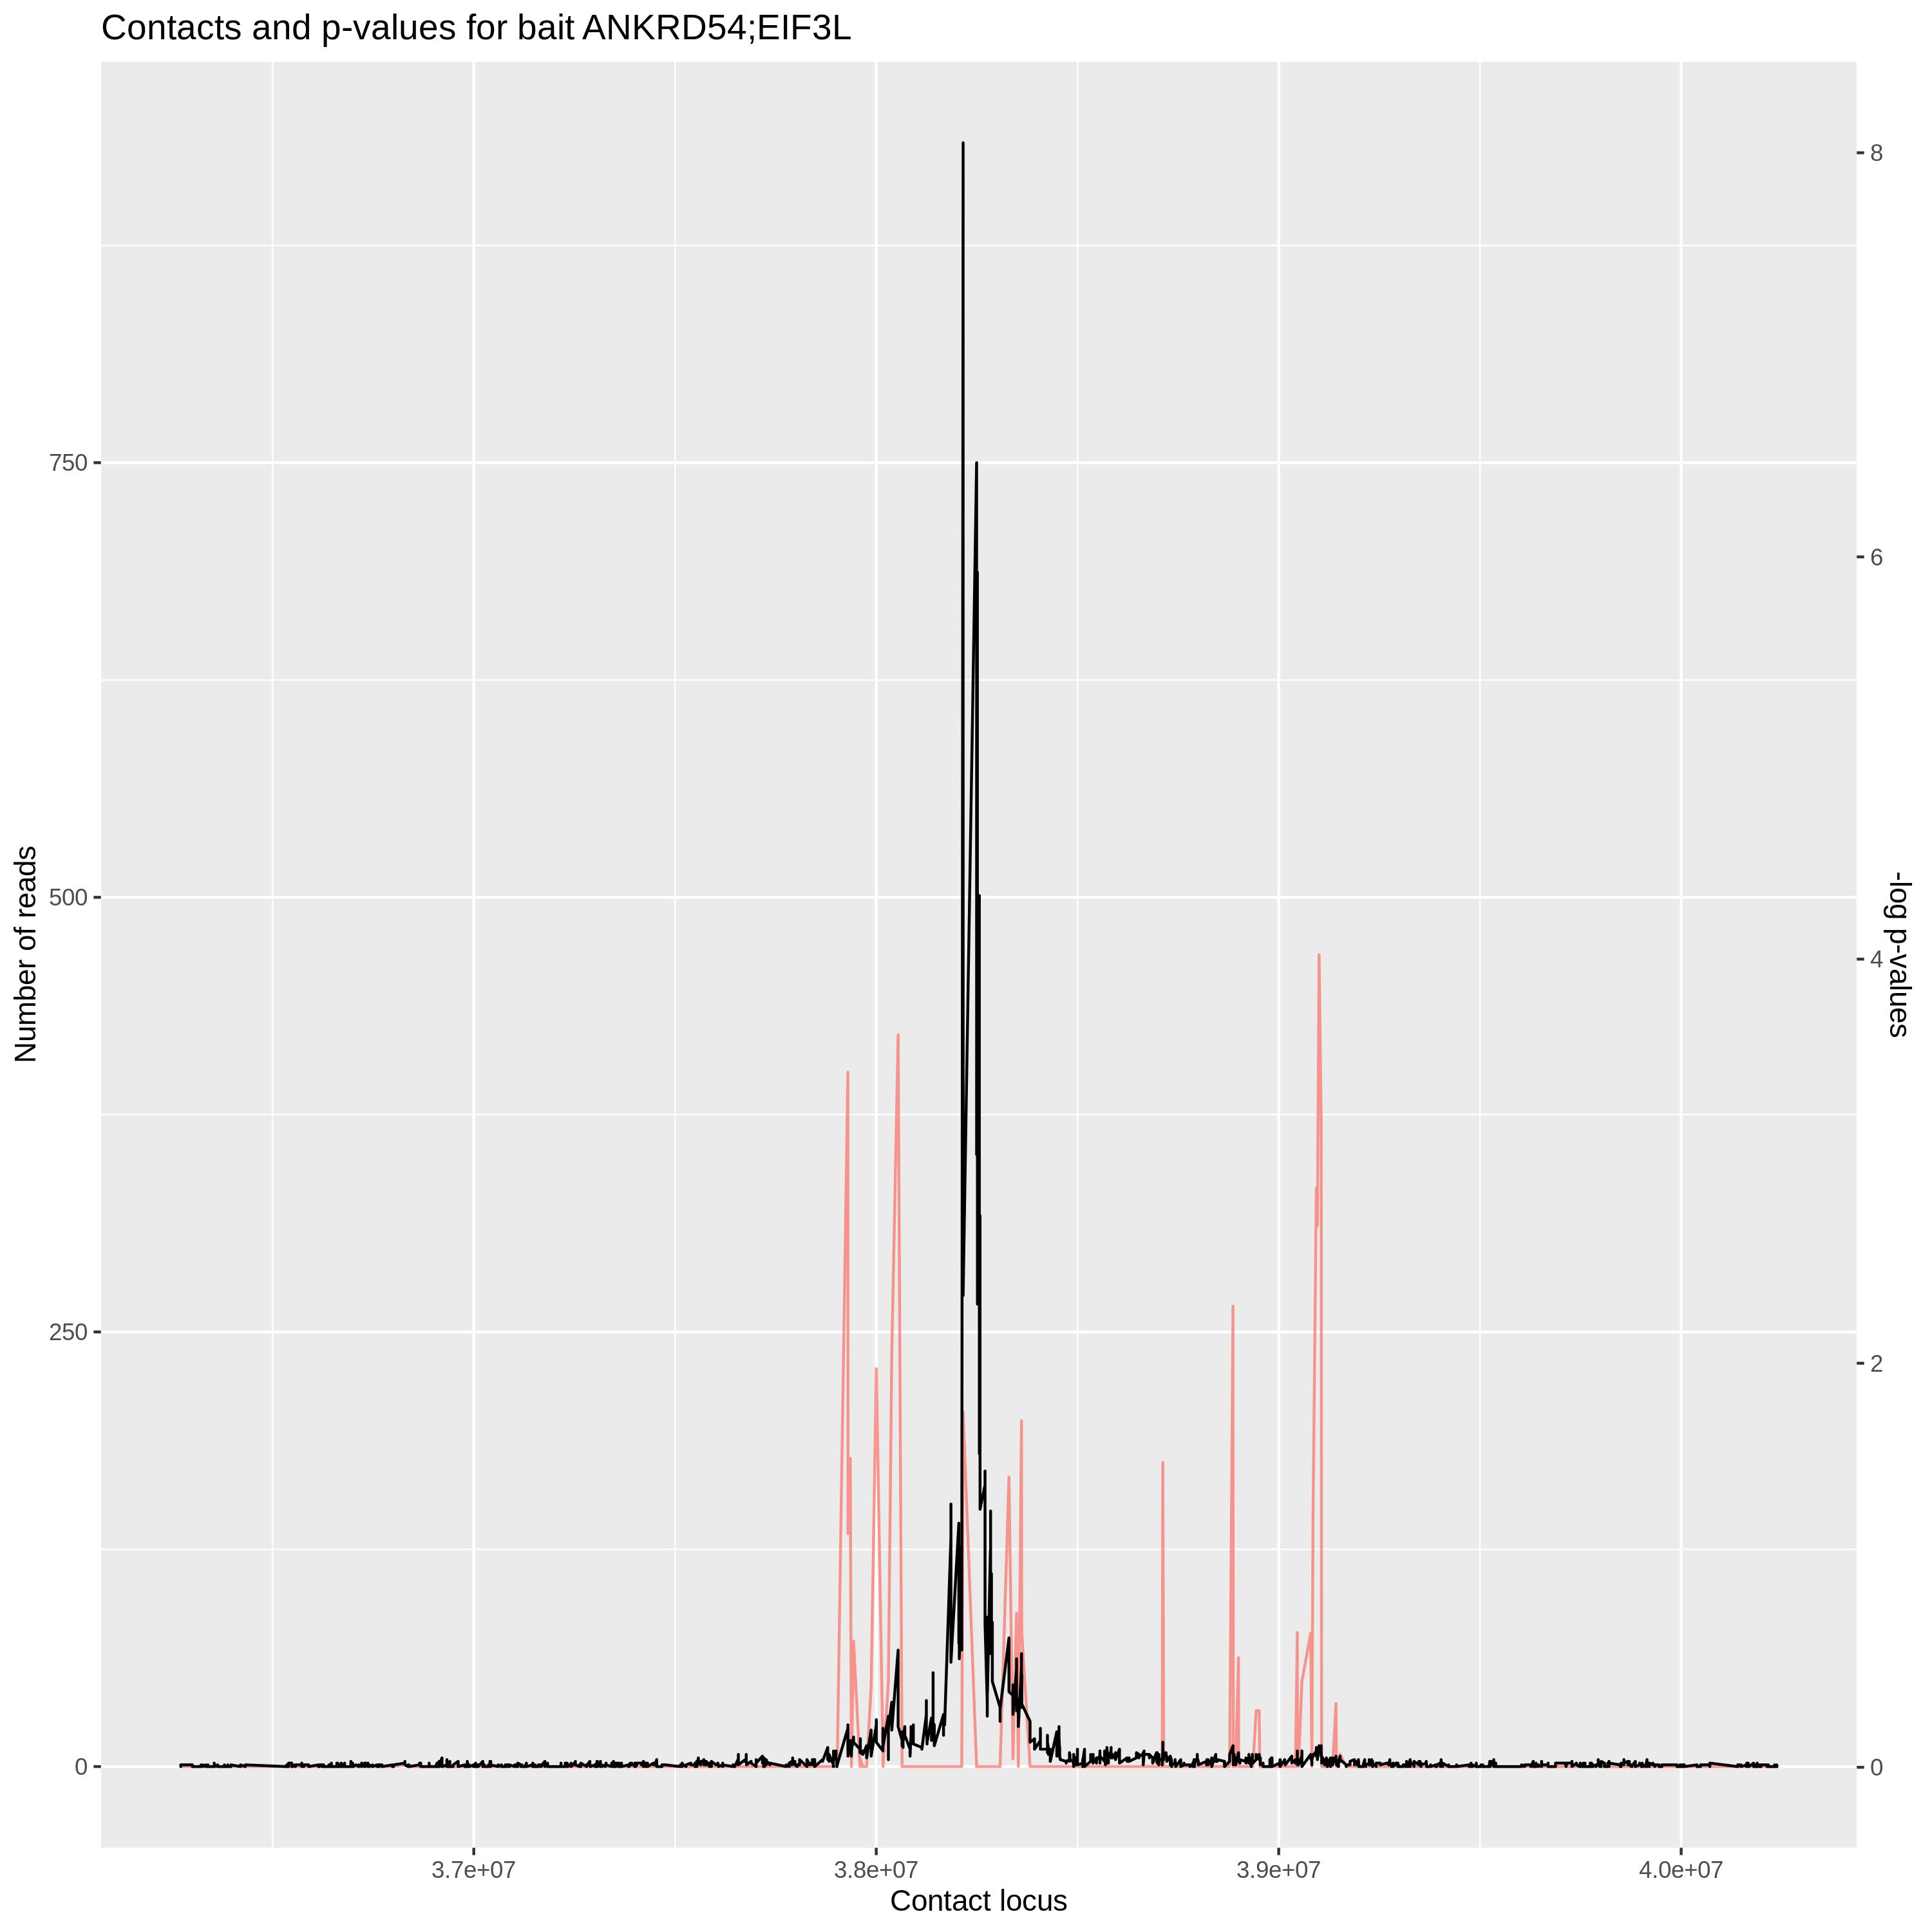 Contacts and p-values for bait ANKRD54;EIF3L
Number of reads
750
500
250
0
8
6
4
2
0
-log p-values
3.7e+07
3.8e+07
3.9e+07
4.0e+07
Contact locus